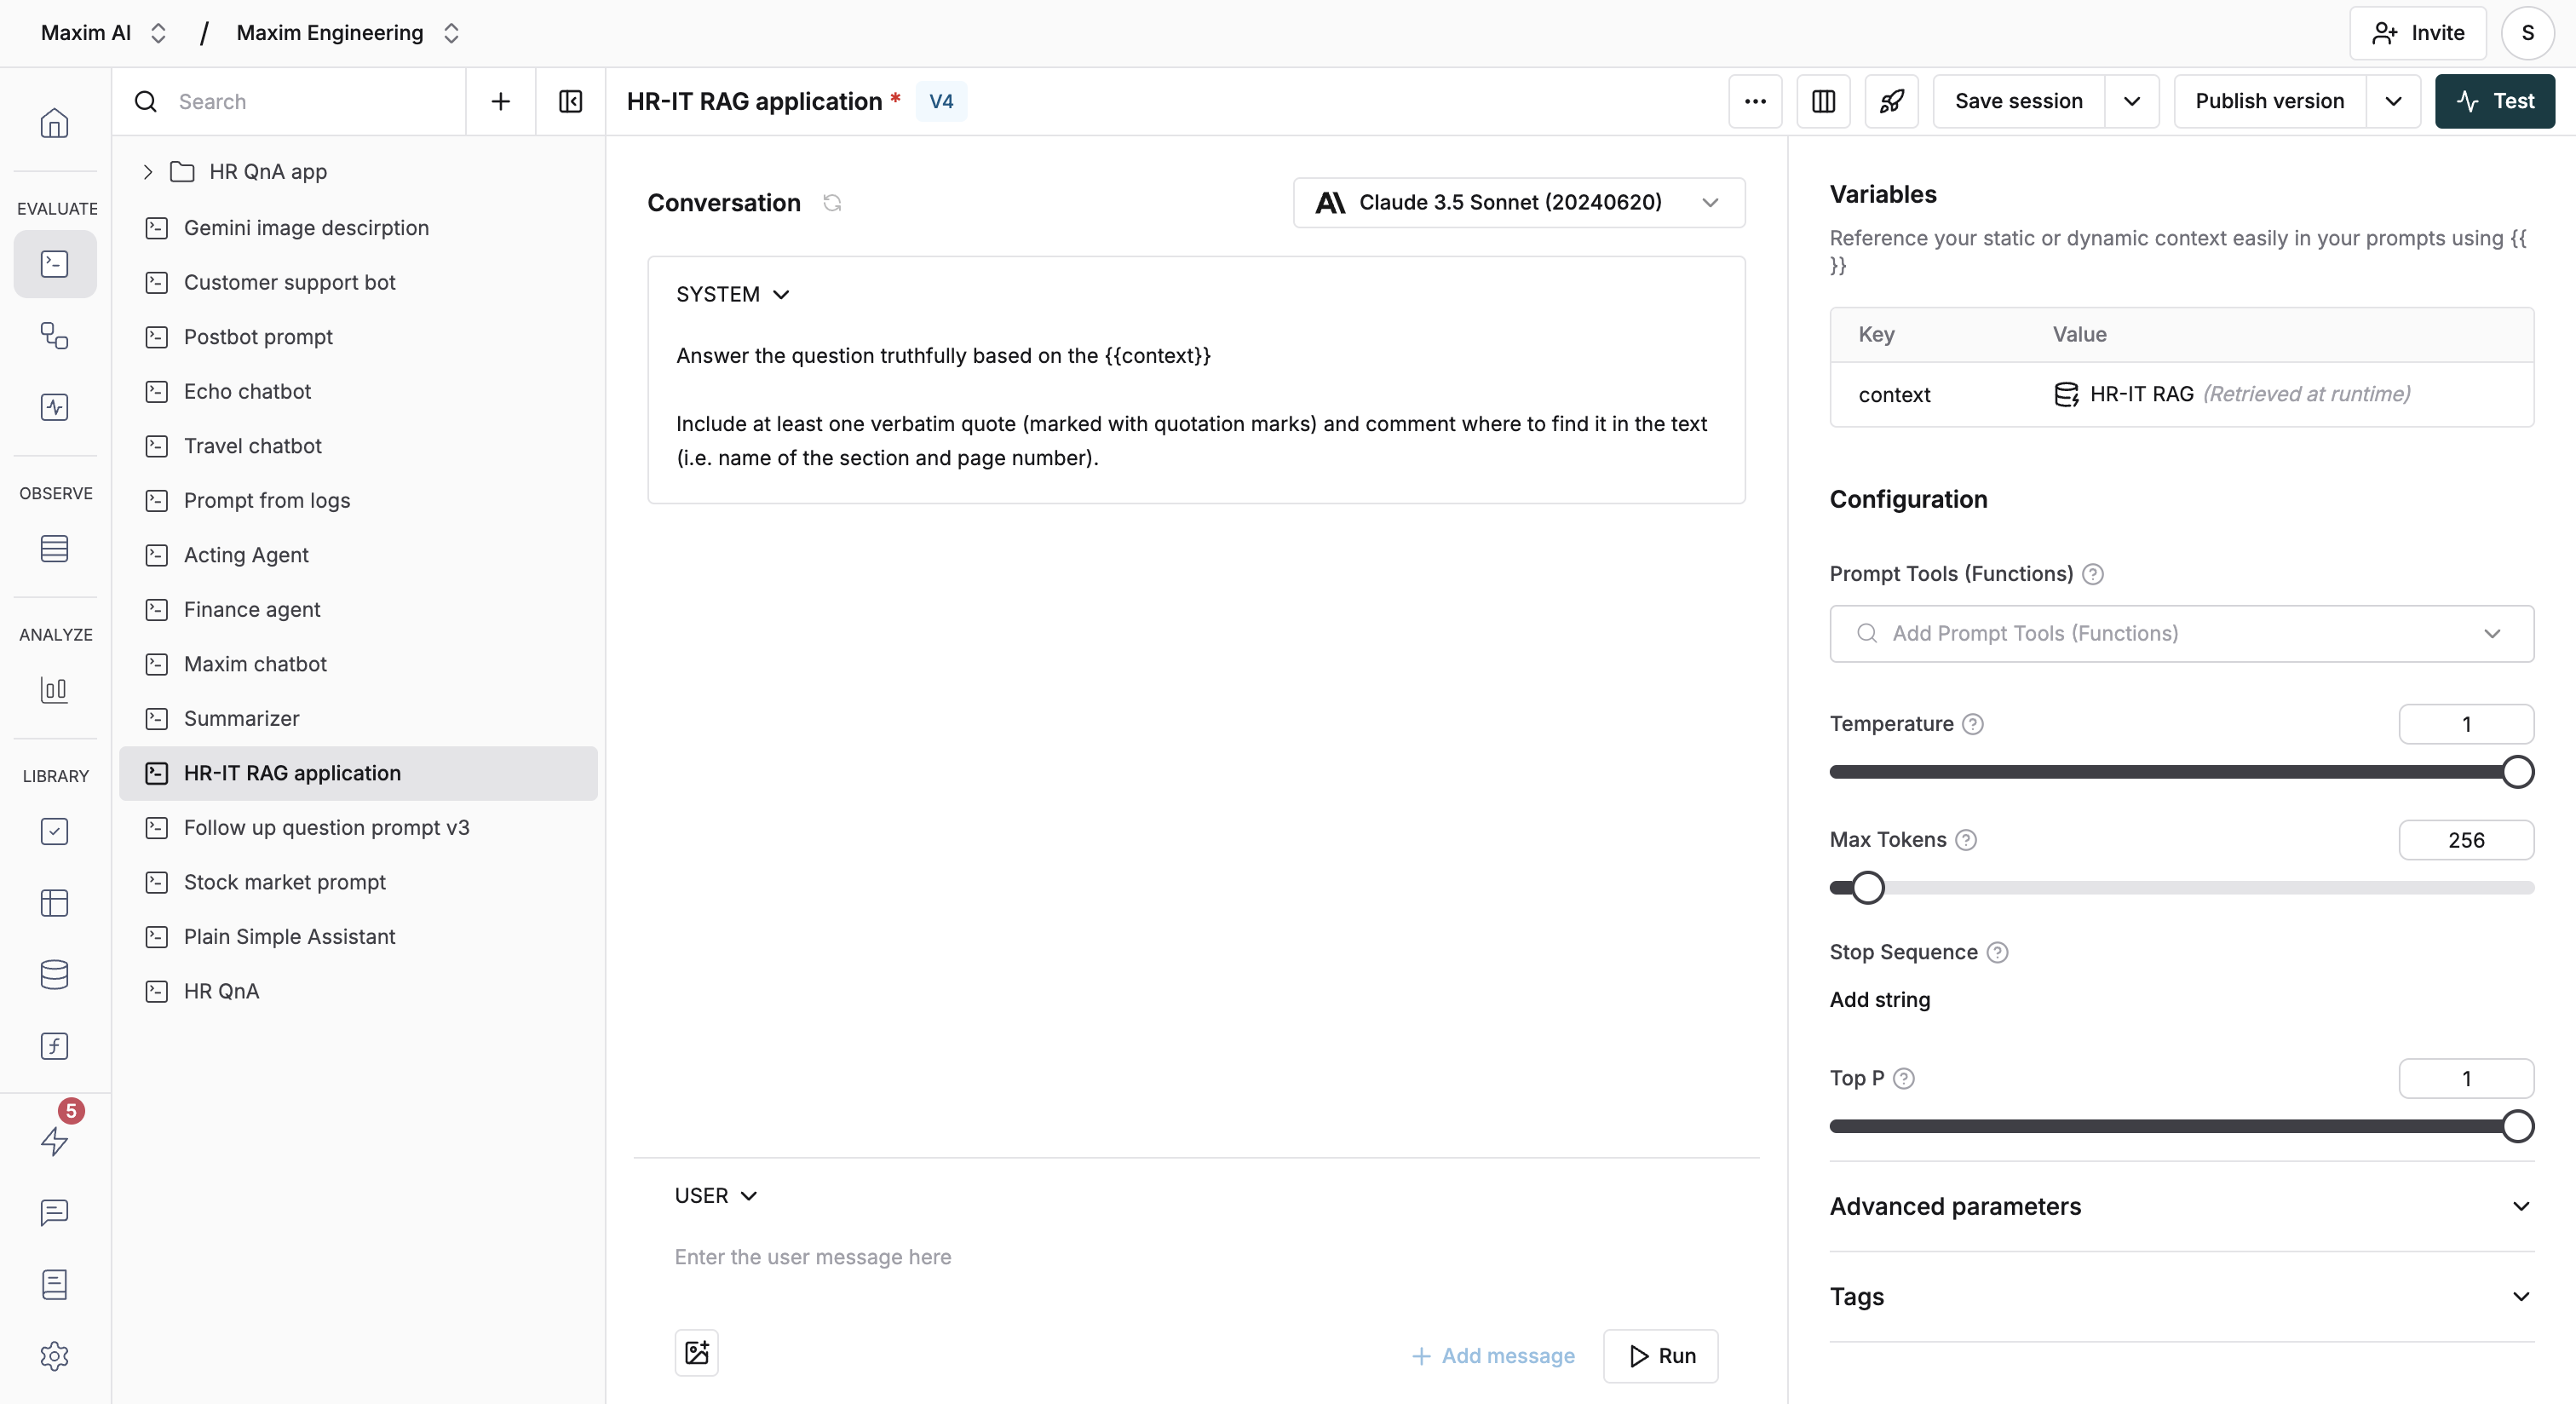 Maxim AI / Maxim Engineering
Invite
S
Search
HR-IT RAG application * V4
Save session
Publish version
Test
EVALUATE
OBSERVE
ANALYZE
LIBRARY
5
HR QnA app
Gemini image descirption
Customer support bot
Postbot prompt
Echo chatbot
Travel chatbot
Prompt from logs
Acting Agent
Finance agent
Maxim chatbot
Summarizer
HR-IT RAG application
Follow up question prompt v3
Stock market prompt
Plain Simple Assistant
HR QnA
Conversation
Claude 3.5 Sonnet (20240620)
SYSTEM
Answer the question truthfully based on the {{context}}
Include at least one verbatim quote (marked with quotation marks) and comment where to find it in the text
(i.e. name of the section and page number).
USER
Enter the user message here
Add message
Run
Variables
Reference your static or dynamic context easily in your prompts using {{
}}
Key Value
context HR-IT RAG (Retrieved at runtime)
Configuration
Prompt Tools (Functions) ?
Add Prompt Tools (Functions)
Temperature ? 1
Max Tokens ? 256
Stop Sequence ?
Add string
Top P ? 1
Advanced parameters
Tags